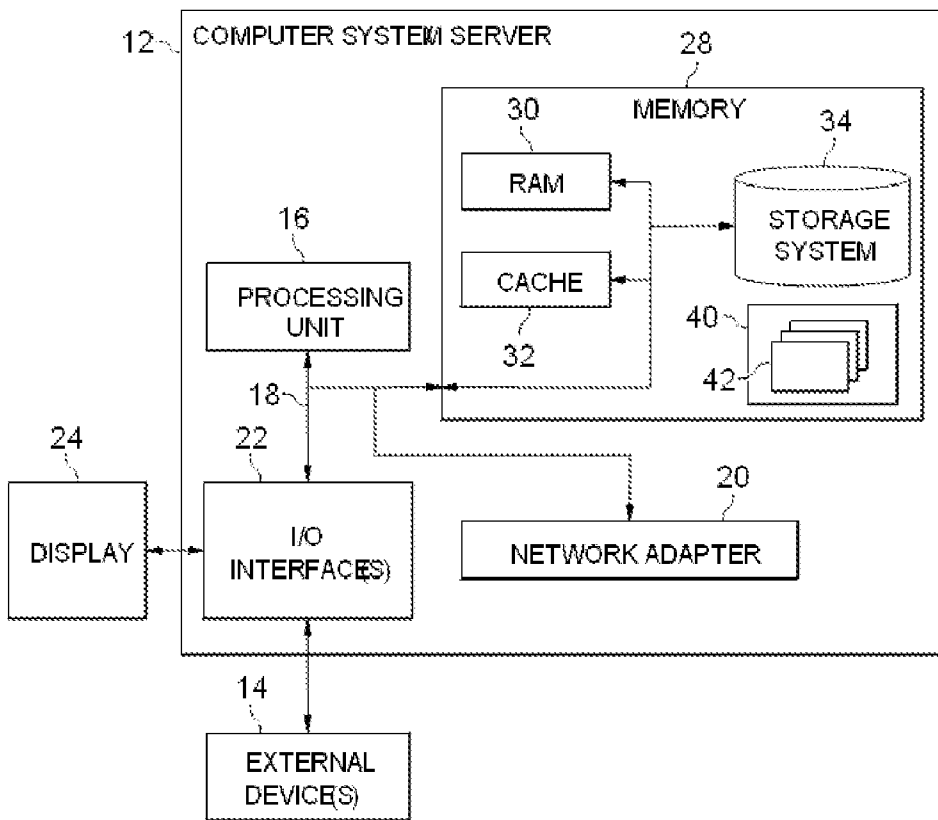 12
COMPUTER SYSTEM/SERVER
28
MEMORY
30
34
RAM
STORAGE
SYSTEM
16
PROCESSING
UNIT
CACHE
32
40
42
18
24
22
20
DISPLAY
I/O
INTERFACE(S)
NETWORK ADAPTER
14
EXTERNAL
DEVICE(S)